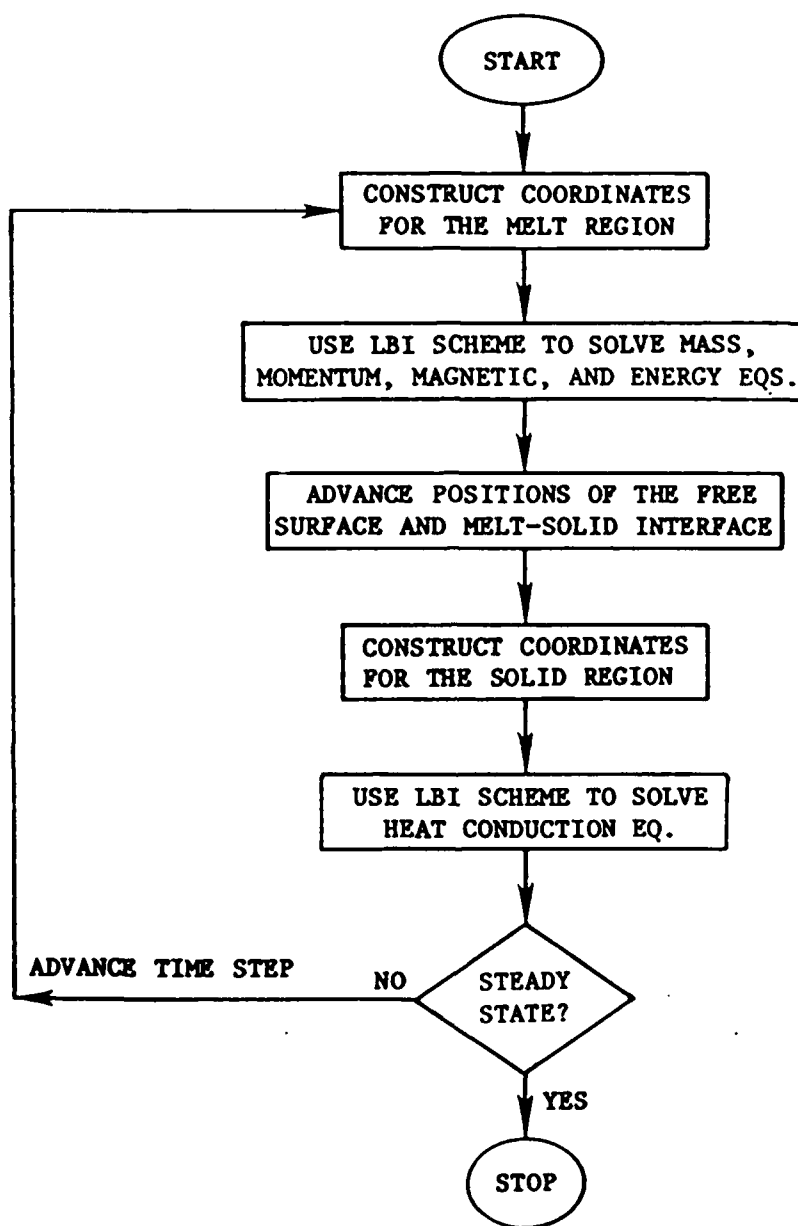 START
CONSTRUCT COORDINATES
FOR THE MELT REGION
USE LBI SCHEME TO SOLVE MASS,
MOMENTUM, MAGNETIC, AND ENERGY EQS.
ADVANCE POSITIONS OF THE FREE
SURFACE AND MELT-SOLID INTERFACE
CONSTRUCT COORDINATES
FOR THE SOLID REGION
USE LBI SCHEME TO SOLVE
HEAT CONDUCTION EQ.
ADVANCE TIME STEP
NO
STEADY
STATE?
YES
STOP